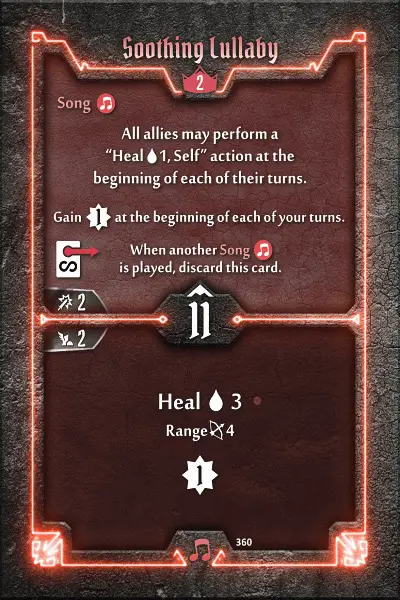 Soothing Lullaby
2
Song
All allies may perform a
“Heal 1, Self” action at the
beginning of each of their turns.
Gain 1 at the beginning of each of your turns.
When another Song
is played, discard this card.
S
2
11
2
Heal 3
Range 4
1
360